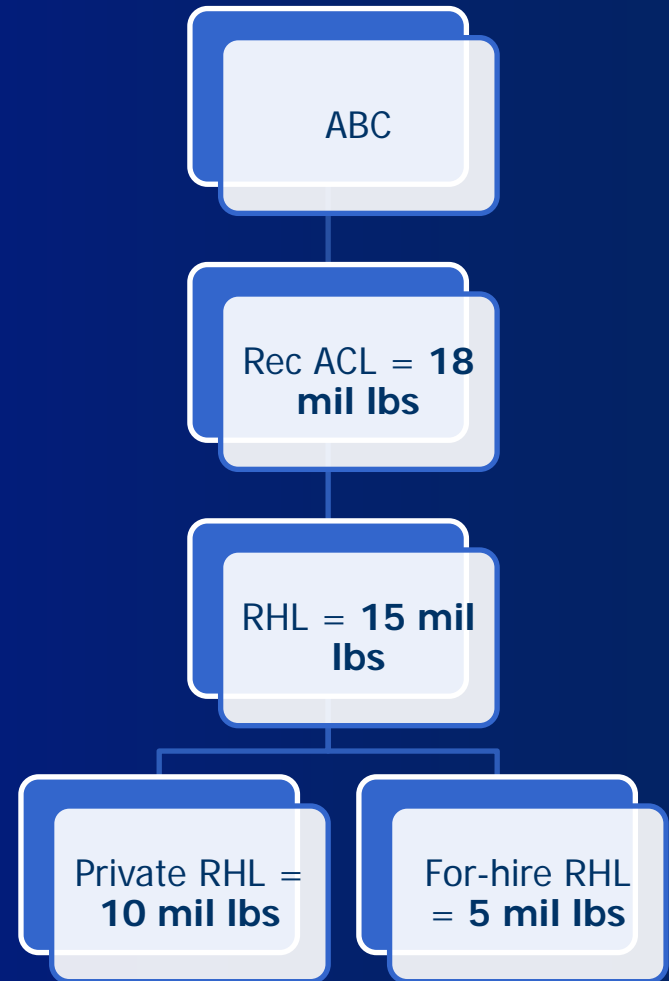 ABC
Rec ACL = 18
mil lbs
RHL = 15 mil
lbs
Private RHL =
10 mil lbs
For-hire RHL
= 5 mil lbs